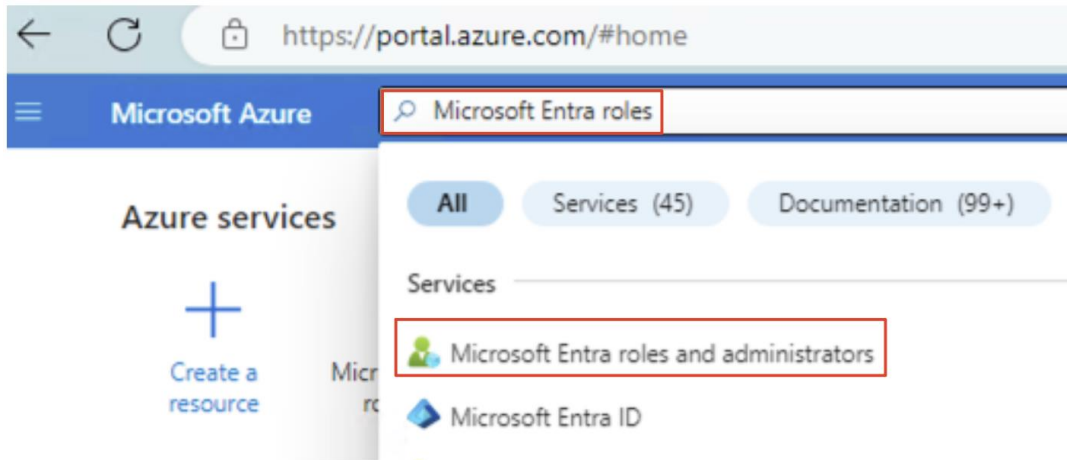 https://portal.azure.com/#home
Microsoft Azure
Microsoft Entra roles
All
Services (45)
Documentation (99+)
Azure services
Services
Create a
resource
Micr
Microsoft Entra roles and administrators
Microsoft Entra ID